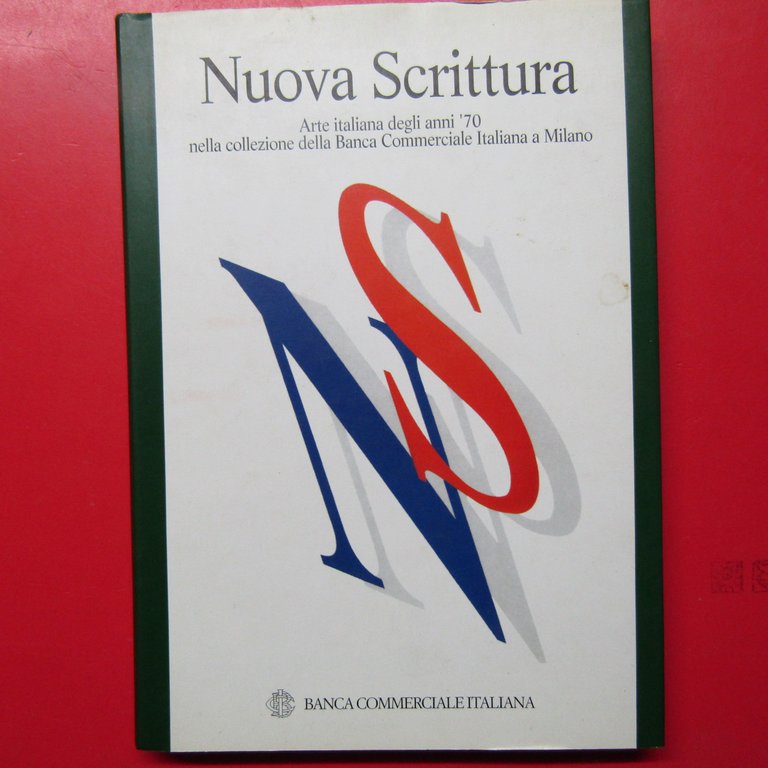 Nuova Scrittura
Arte italiana degli anni '70
nella collezione della Banca Commerciale Italiana a Milano
NS
BANCA COMMERCIALE ITALIANA